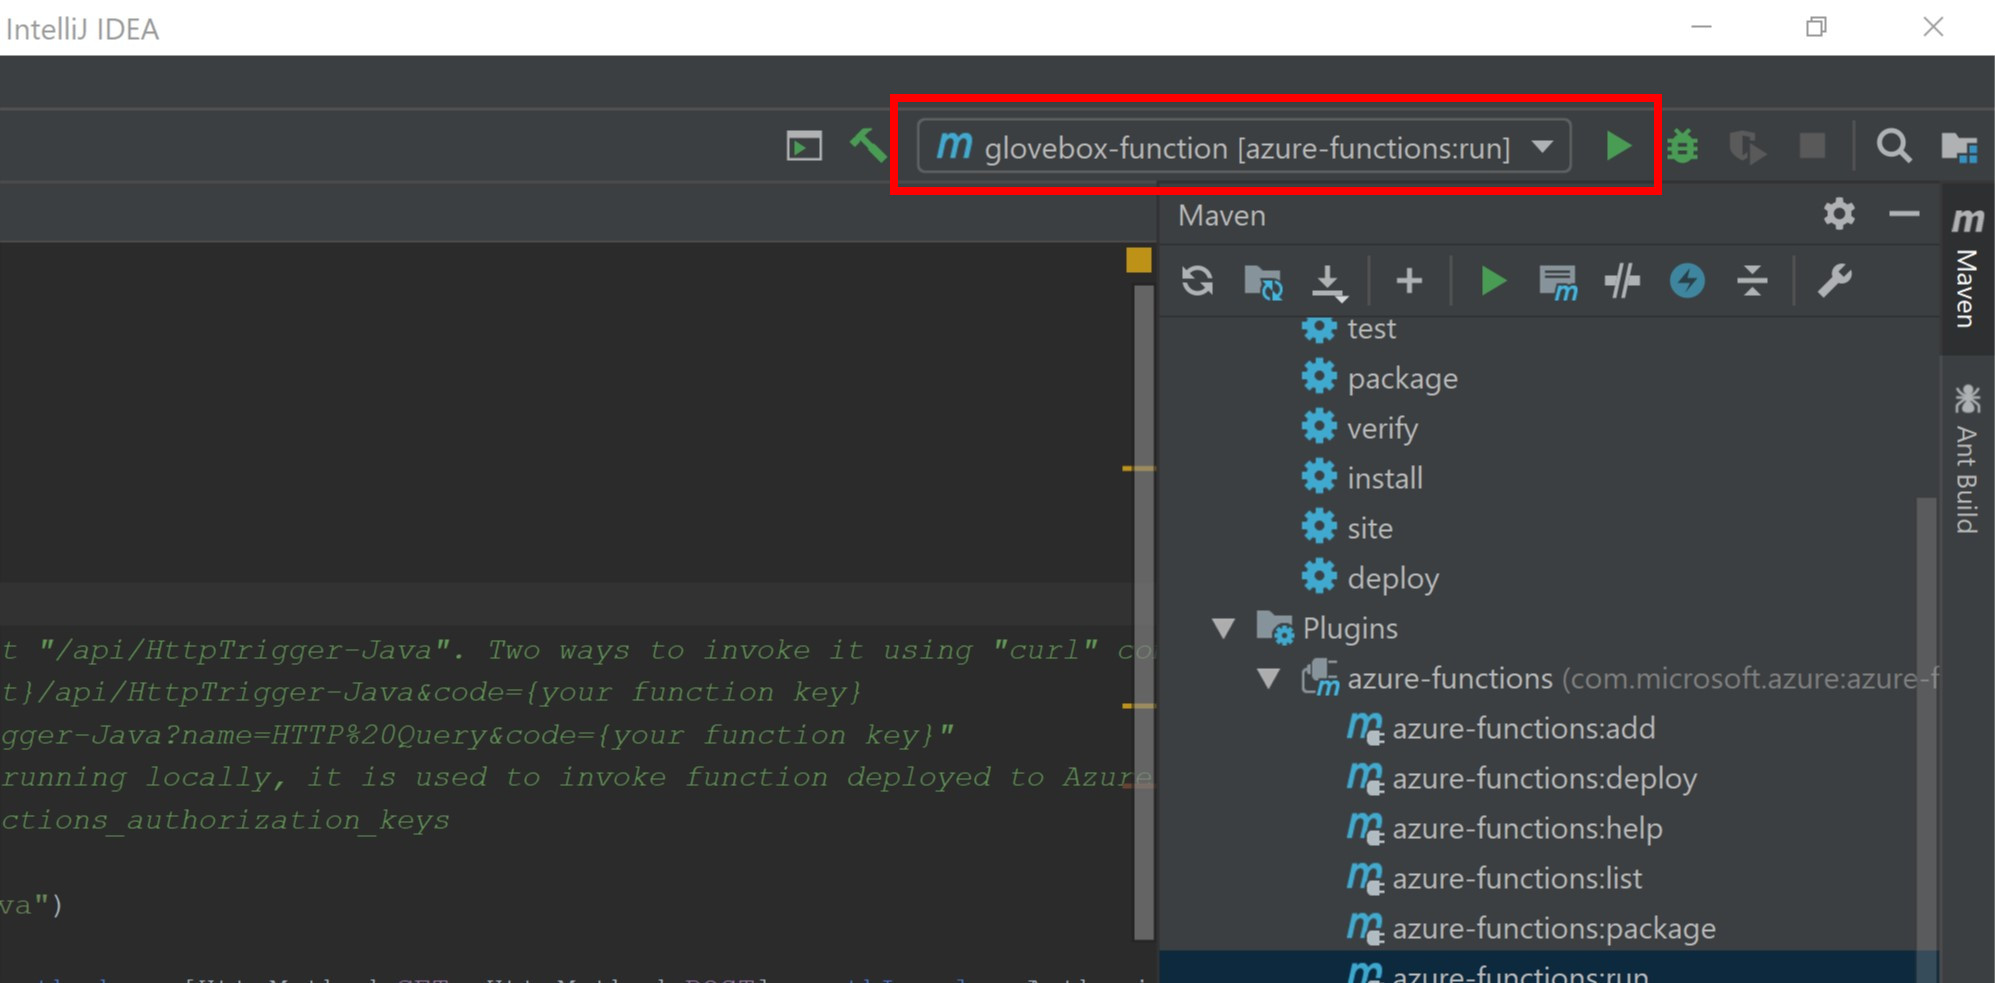 IntelliJ IDEA
glovebox-function [azure-functions:run]
Maven
Maven
Ant Build
test
package
verify
install
site
deploy
Plugins
azure-functions (com.microsoft.azure:azure-f
azure-functions:add
azure-functions:deploy
azure-functions:help
azure-functions:list
azure-functions:package
azure-functions:run
t "/api/HttpTrigger-Java". Two ways to invoke it using "curl" co
t}/api/HttpTrigger-Java&code={your function key}
gger-Java?name=HTTP%20Query&code={your function key}"
running locally, it is used to invoke function deployed to Azure
ctions_authorization_keys
va")